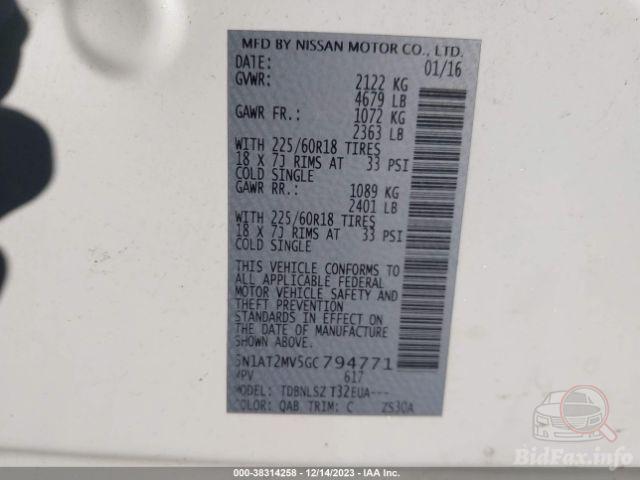 MFD BY NISSAN MOTOR CO., LTD.
DATE: 01/16
GVWR: 2122 KG
4679 LB
GAWR FR.: 1072 KG
2363 LB
WITH 225/60R18 TIRES
18 X 7J RIMS AT 33 PSI
COLD SINGLE
GAWR RR.: 1089 KG
2401 LB
WITH 225/60R18 TIRES
18 X 7J RIMS AT 33 PSI
COLD SINGLE
THIS VEHICLE CONFORMS TO
ALL APPLICABLE FEDERAL
MOTOR VEHICLE SAFETY AND
THEFT PREVENTION
STANDARDS IN EFFECT ON
THE DATE OF MANUFACTURE
SHOWN ABOVE.
5N1AT2MV5GC794771
MPV 617
MODEL: TDBNLSZ T32EUA---
COLOR: QAB TRIM: C ZS30A
000-38314258 - 12/14/2023 - IAA Inc.
BidFax.info